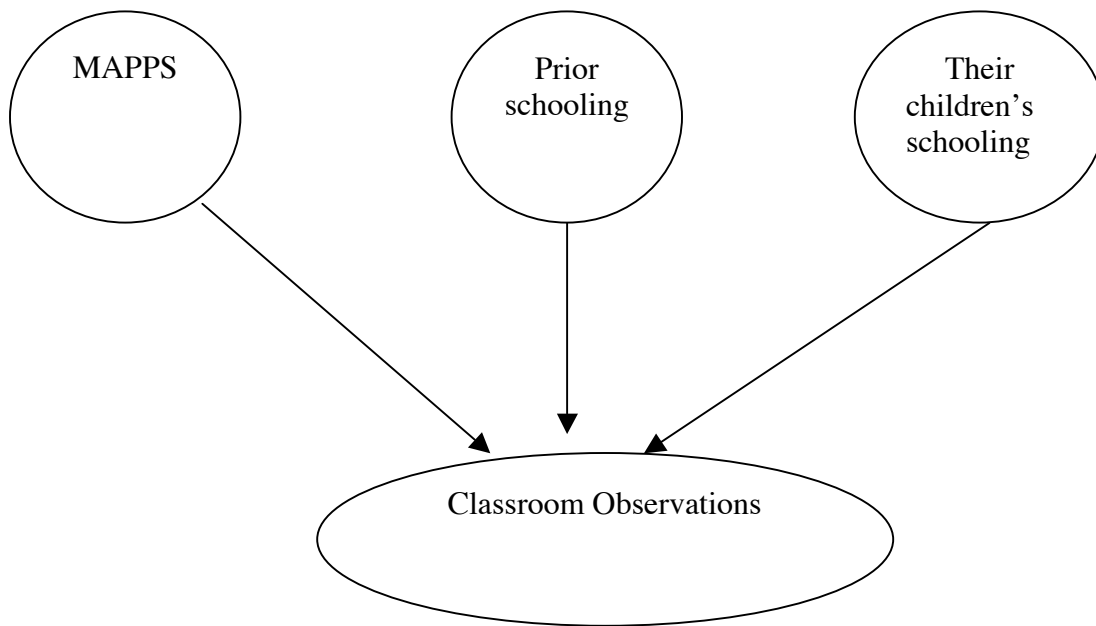 MAPPS
Prior
schooling
Their
children’s
schooling
Classroom Observations